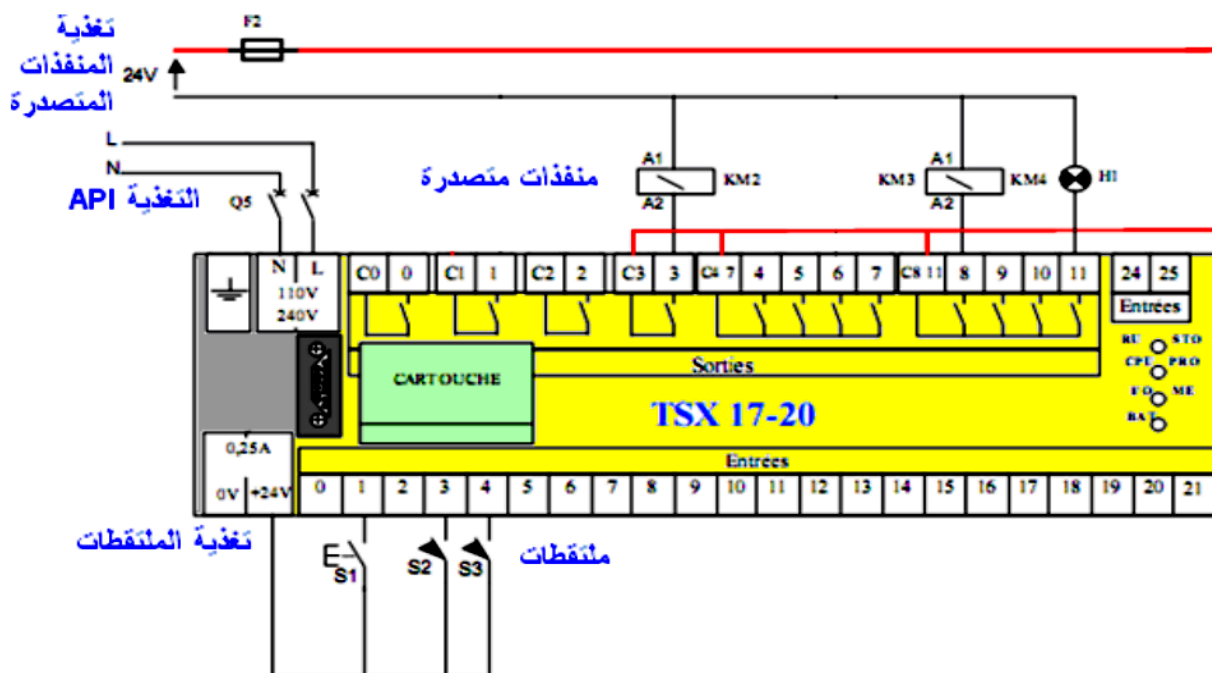 تغذية
المنفذات
المتصدرة
F2
24V
L
N
التغذية API
Q5
منفذات متصدرة
A1
KM2
A2
A1
KM3
KM4
A2
H1
N L
110V
240V
C0 0 C1 1 C2 2 C3 3 C4 7 4 5 6 7 C8 11 8 9 10 11 24 25
Entrées
RU STO
CPU PRO
ME
BAT
Sorties
CARTOUCHE
TSX 17-20
0,25A
0V +24V
Entrées
0 1 2 3 4 5 6 7 8 9 10 11 12 13 14 15 16 17 18 19 20 21
تغذية الملتقطات
S1
S2
S3
ملتقطات